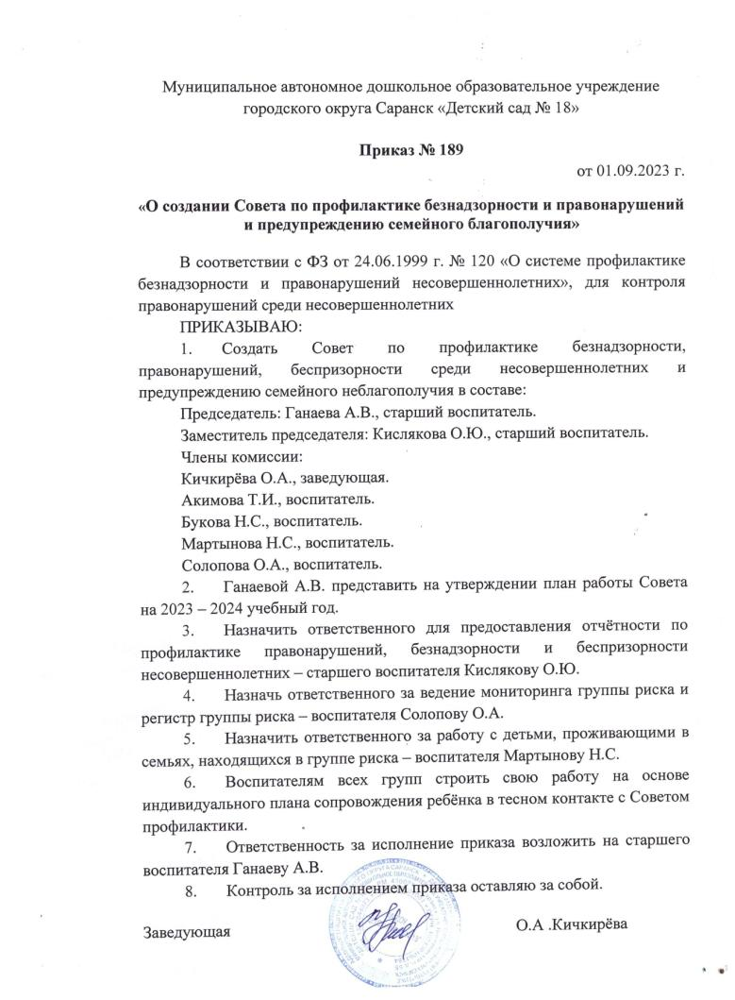 Муниципальное автономное дошкольное образовательное учреждение
городского округа Саранск «Детский сад № 18»
Приказ № 189
от 01.09.2023 г.
«О создании Совета по профилактике безнадзорности и правонарушений
и предупреждению семейного благополучия»
В соответствии с ФЗ от 24.06.1999 г. № 120 «О системе профилактике
безнадзорности и правонарушений несовершеннолетних», для контроля
правонарушений среди несовершеннолетних
ПРИКАЗЫВАЮ:
1. Создать Совет по профилактике безнадзорности,
правонарушений, беспризорности среди несовершеннолетних и
предупреждению семейного неблагополучия в составе:
Председатель: Ганаева А.В., старший воспитатель.
Заместитель председателя: Кислякова О.Ю., старший воспитатель.
Члены комиссии:
Кичкирёва О.А., заведующая.
Акимова Т.И., воспитатель.
Букова Н.С., воспитатель.
Мартынова Н.С., воспитатель.
Солопова О.А., воспитатель.
2. Ганаевой А.В. представить на утверждении план работы Совета
на 2023 – 2024 учебный год.
3. Назначить ответственного для предоставления отчётности по
профилактике правонарушений, безнадзорности и беспризорности
несовершеннолетних – старшего воспитателя Кислякову О.Ю.
4. Назначь ответственного за ведение мониторинга группы риска и
регистр группы риска – воспитателя Солопову О.А.
5. Назначить ответственного за работу с детьми, проживающими в
семьях, находящихся в группе риска – воспитателя Мартынову Н.С.
6. Воспитателям всех групп строить свою работу на основе
индивидуального плана сопровождения ребёнка в тесном контакте с Советом
профилактики.
7. Ответственность за исполнение приказа возложить на старшего
воспитателя Ганаеву А.В.
8. Контроль за исполнением приказа оставляю за собой.
Заведующая О.А .Кичкирёва